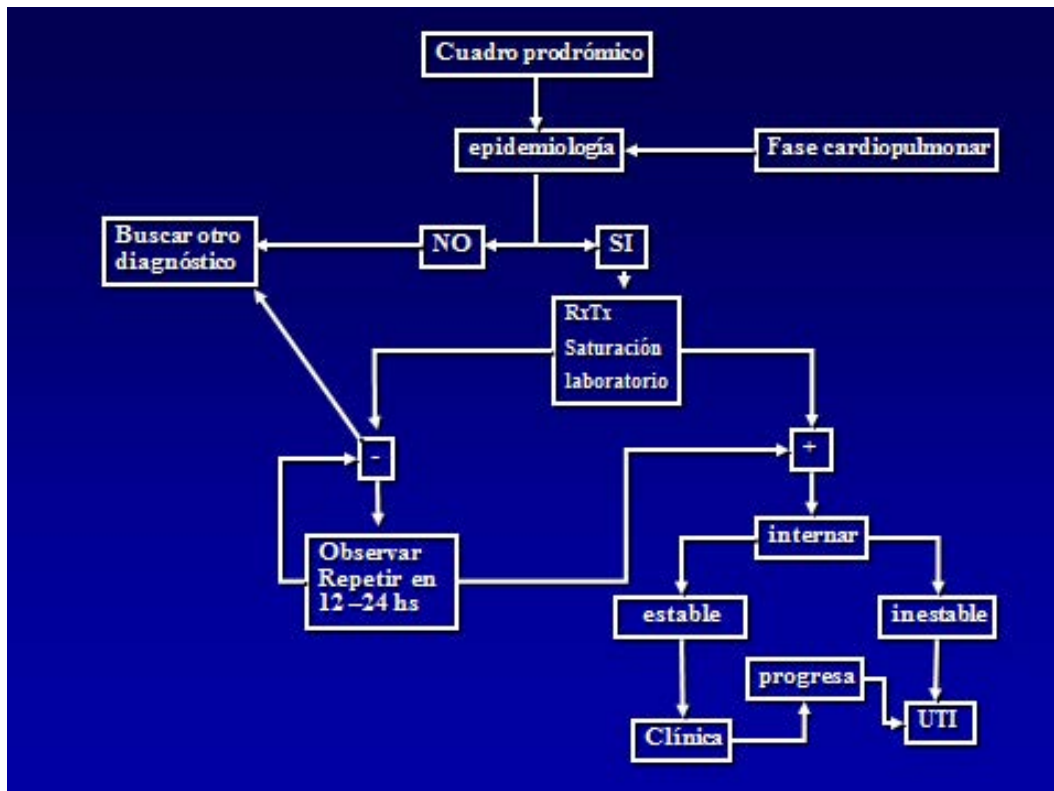 Cuadro prodrómico
epidemiología
Fase cardiopulmonar
Buscar otro
diagnóstico
NO
SI
RxTx
Saturación
laboratorio
-
+
internar
Observar
Repetir en
12 –24 hs
estable
inestable
progresa
Clínica
UTI